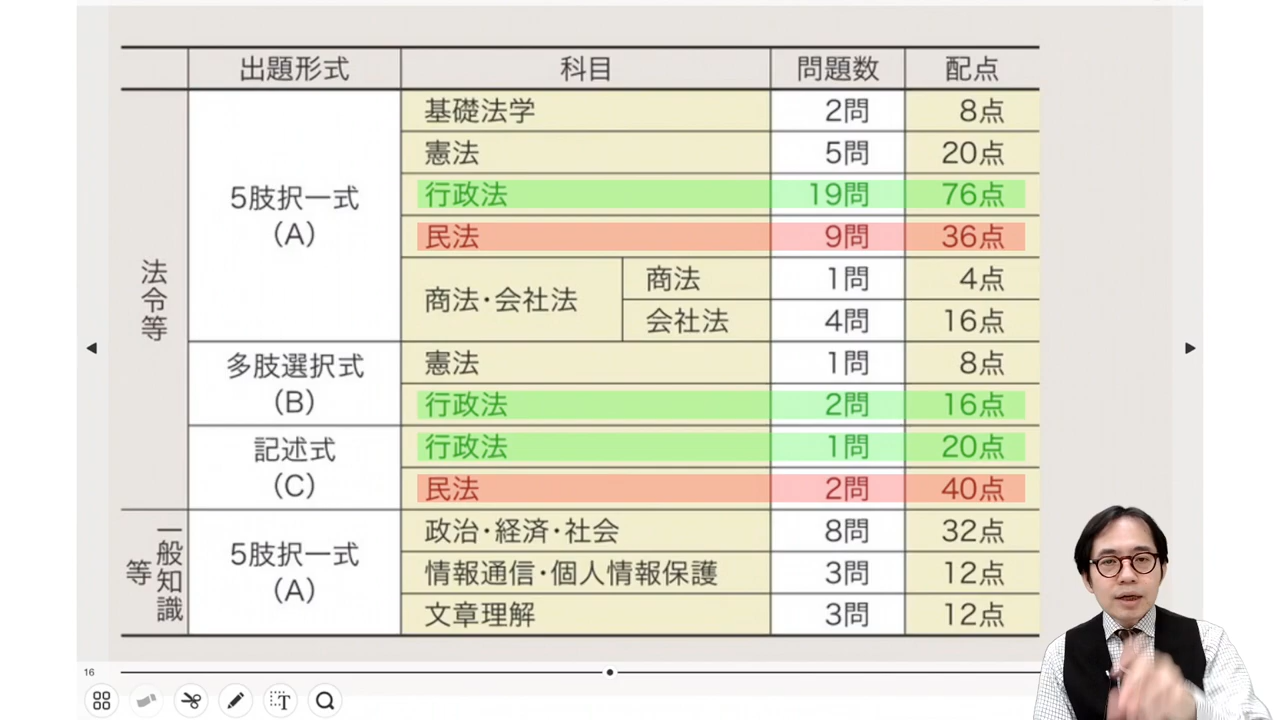 出題形式 科目 問題数 配点
法令等
5肢択一式
（A）
基礎法学 2問 8点
憲法 5問 20点
行政法 19問 76点
民法 9問 36点
商法・会社法
商法 1問 4点
会社法 4問 16点
多肢選択式
（B）
憲法 1問 8点
行政法 2問 16点
記述式
（C）
行政法 1問 20点
民法 2問 40点
一般知識等
5肢択一式
（A）
政治・経済・社会 8問 32点
情報通信・個人情報保護 3問 12点
文章理解 3問 12点
16
T